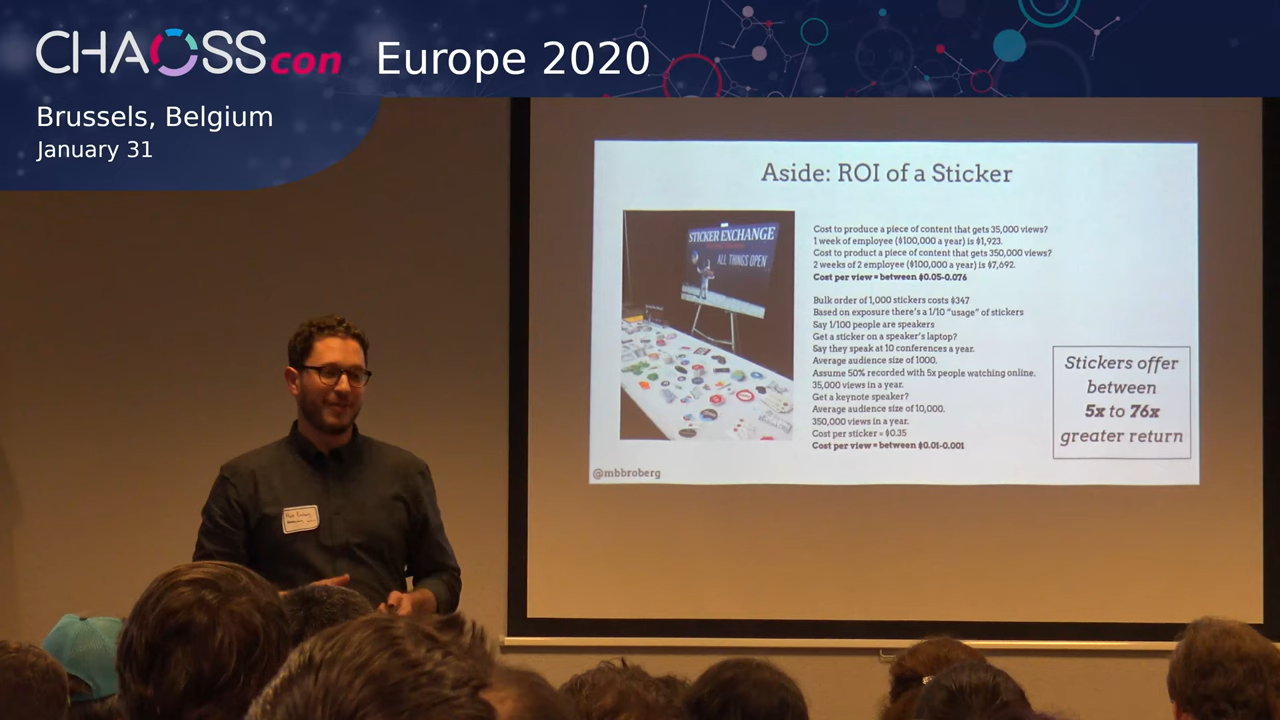 CHAOSS con Europe 2020
Brussels, Belgium
January 31
Aside: ROI of a Sticker
STICKER EXCHANGE
ALL THINGS OPEN
Cost to produce a piece of content that gets 35,000 views?
1 week of employee ($100,000 a year) is $1,923.
Cost to product a piece of content that gets 350,000 views?
2 weeks of 2 employee ($100,000 a year) is $7,692.
Cost per view = between $0.05-0.076
Bulk order of 1,000 stickers costs $347
Based on exposure there's a 1/10 "usage" of stickers
Say 1/100 people are speakers
Get a sticker on a speaker's laptop?
Say they speak at 10 conferences a year.
Average audience size of 1000.
Assume 50% recorded with 5x people watching online.
35,000 views in a year.
Get a keynote speaker?
Average audience size of 10,000.
350,000 views in a year.
Cost per sticker = $0.35
Cost per view = between $0.01-0.001
Stickers offer
between
5x to 76x
greater return
@mbbroberg